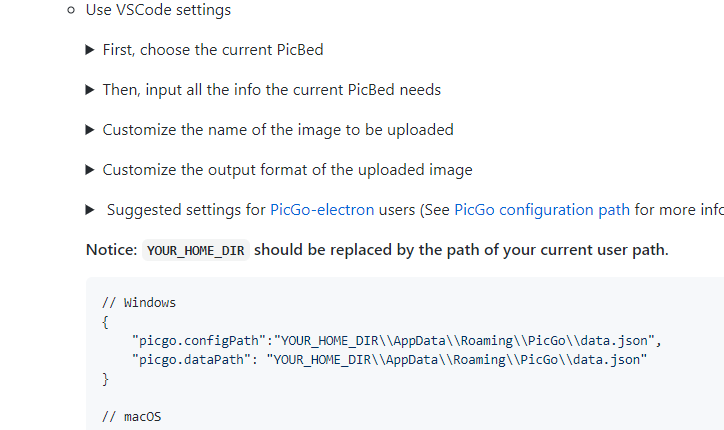 Use VSCode settings
First, choose the current PicBed
Then, input all the info the current PicBed needs
Customize the name of the image to be uploaded
Customize the output format of the uploaded image
Suggested settings for PicGo-electron users (See PicGo configuration path for more info
Notice: YOUR_HOME_DIR should be replaced by the path of your current user path.
// Windows
{
    "picgo.configPath":"YOUR_HOME_DIR\\AppData\\Roaming\\PicGo\\data.json",
    "picgo.dataPath": "YOUR_HOME_DIR\\AppData\\Roaming\\PicGo\\data.json"
}
// macOS